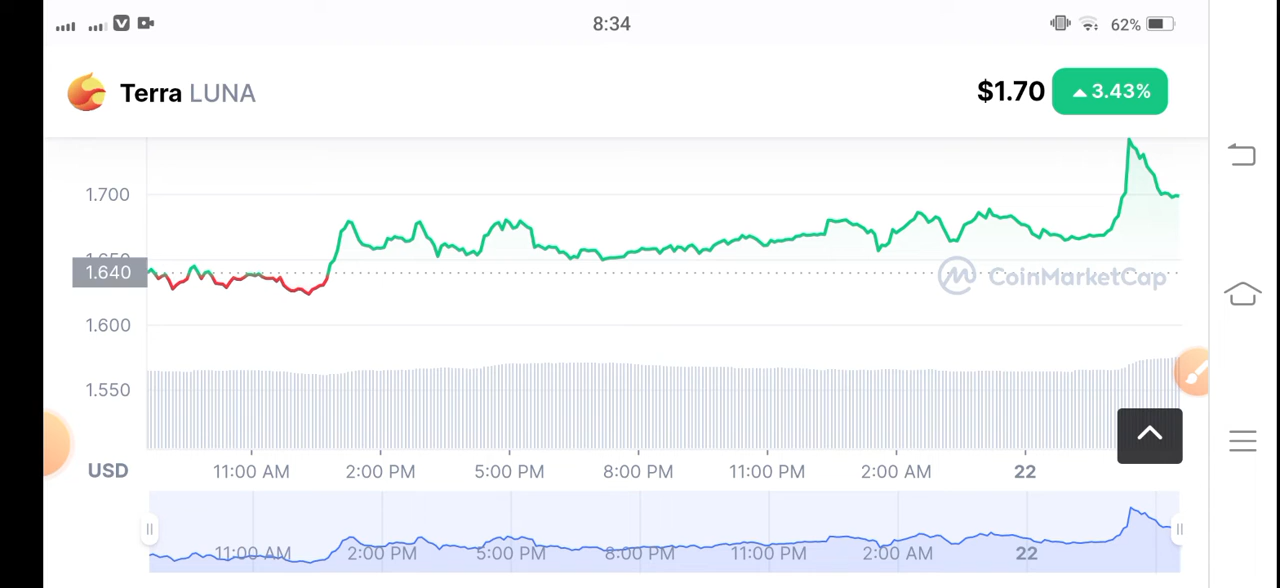 8:34
62%
Terra LUNA
$1.70
3.43%
1.700
1.650
1.640
CoinMarketCap
1.600
1.550
USD
11:00 AM 2:00 PM 5:00 PM 8:00 PM 11:00 PM 2:00 AM 22
11:00 AM 2:00 PM 5:00 PM 8:00 PM 11:00 PM 2:00 AM 22